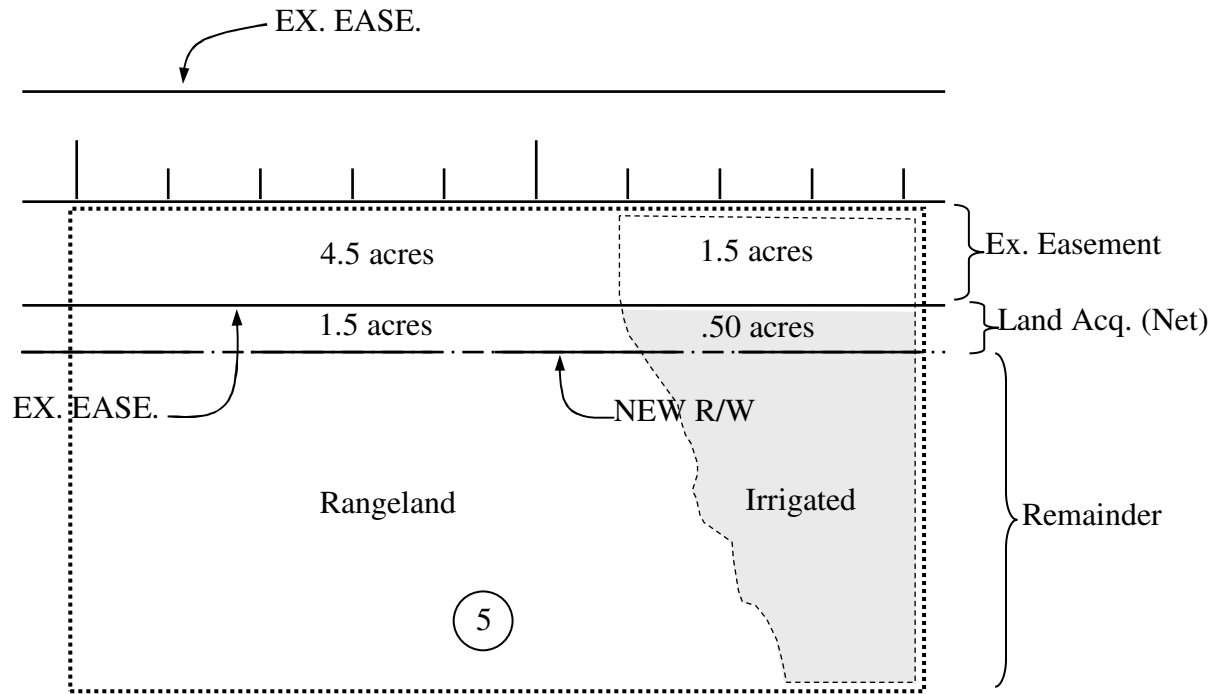 EX. EASE.
4.5 acres
1.5 acres
Ex. Easement
1.5 acres
.50 acres
Land Acq. (Net)
EX. EASE.
NEW R/W
Rangeland
Irrigated
Remainder
5